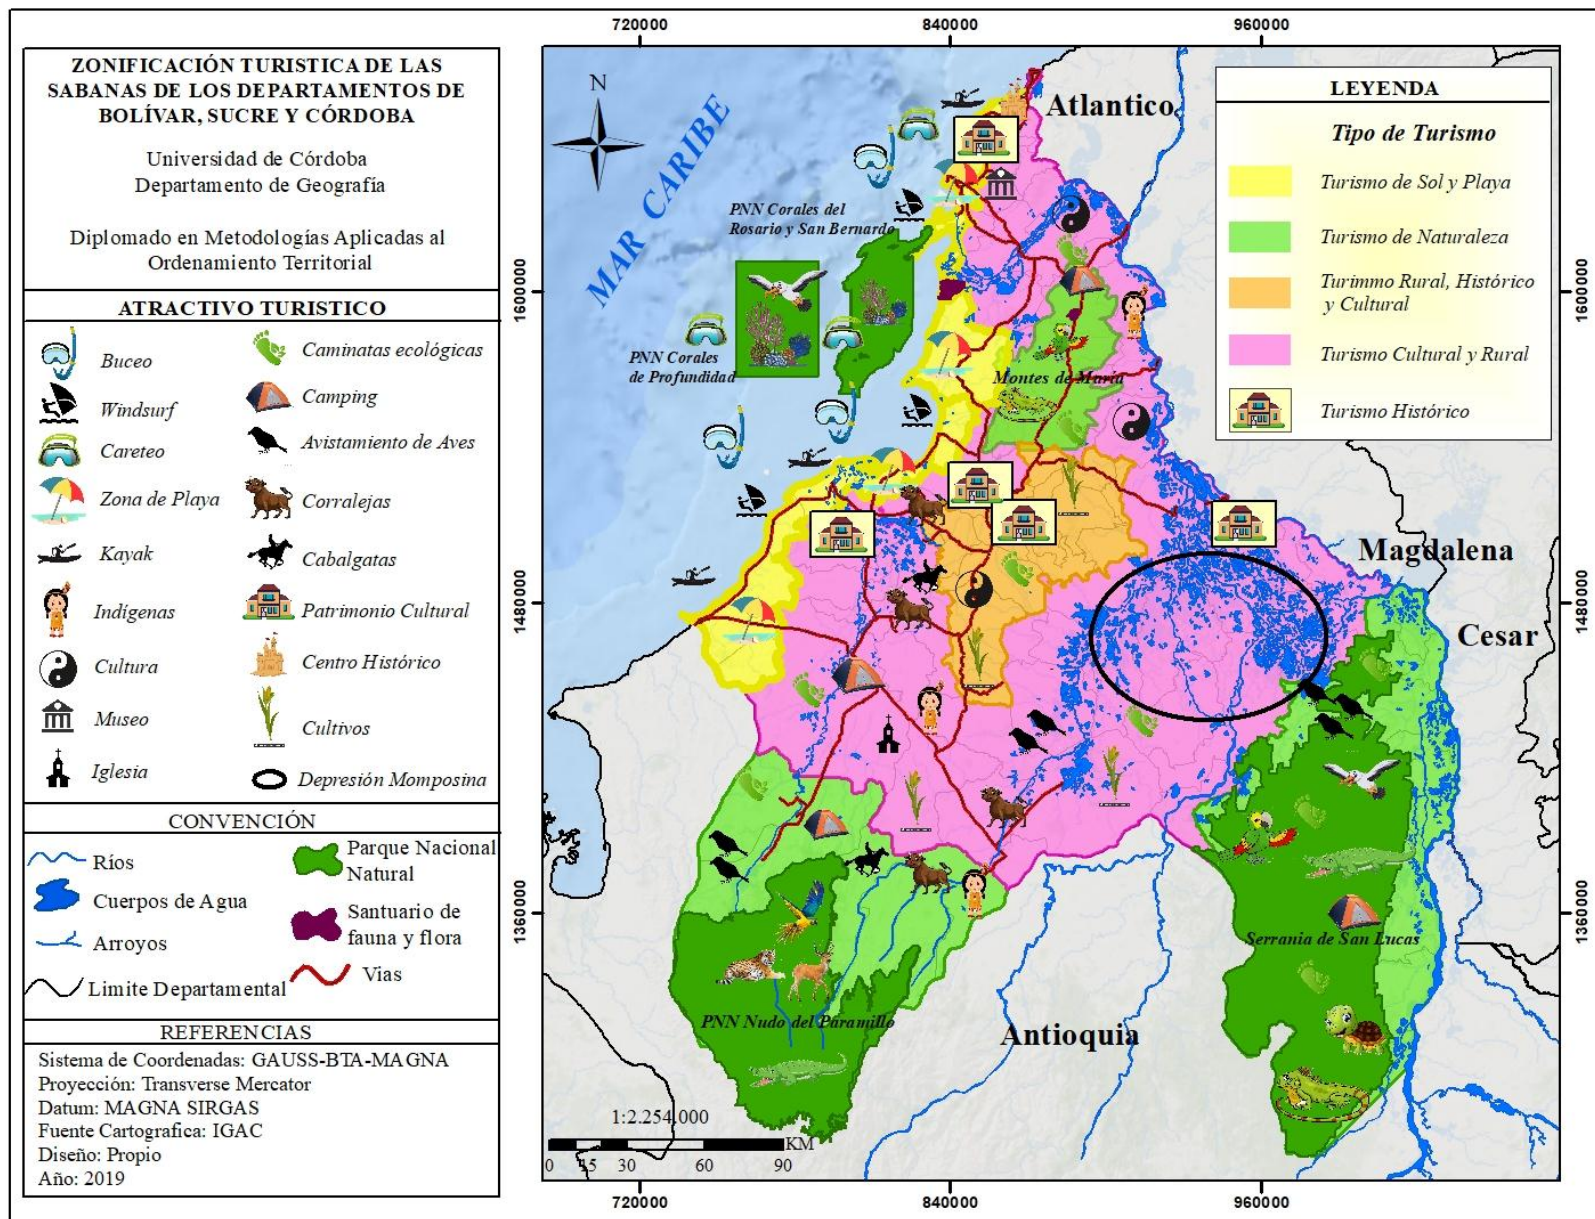 ZONIFICACIÓN TURISTICA DE LAS
SABANAS DE LOS DEPARTAMENTOS DE
BOLÍVAR, SUCRE Y CÓRDOBA
Universidad de Córdoba
Departamento de Geografía
Diplomado en Metodologías Aplicadas al
Ordenamiento Territorial
ATRACTIVO TURISTICO
Buceo
Windsurf
Careteo
Zona de Playa
Kayak
Indígenas
Cultura
Museo
Iglesia
Caminatas ecológicas
Camping
Avistamiento de Aves
Corralejas
Cabalgatas
Patrimonio Cultural
Centro Histórico
Cultivos
Depresión Momposina
CONVENCIÓN
Ríos
Cuerpos de Agua
Arroyos
Limite Departamental
Parque Nacional
Natural
Santuario de
fauna y flora
Vias
REFERENCIAS
Sistema de Coordenadas: GAUSS-BTA-MAGNA
Proyección: Transverse Mercator
Datum: MAGNA SIRGAS
Fuente Cartografica: IGAC
Diseño: Propio
Año: 2019
720000
840000
960000
N
MAR CARIBE
Atlantico
PNN Corales del
Rosario y San Bernardo
PNN Corales
de Profundidad
Montes de Maria
Magdalena
Cesar
Antioquia
Serrania de San Lucas
PNN Nudo del Paramillo
1:2.254.000
KM
0 15 30 60 90
1600000
1480000
1360000
1600000
1480000
1360000
720000
840000
960000
LEYENDA
Tipo de Turismo
Turismo de Sol y Playa
Turismo de Naturaleza
Turimmo Rural, Histórico
y Cultural
Turismo Cultural y Rural
Turismo Histórico